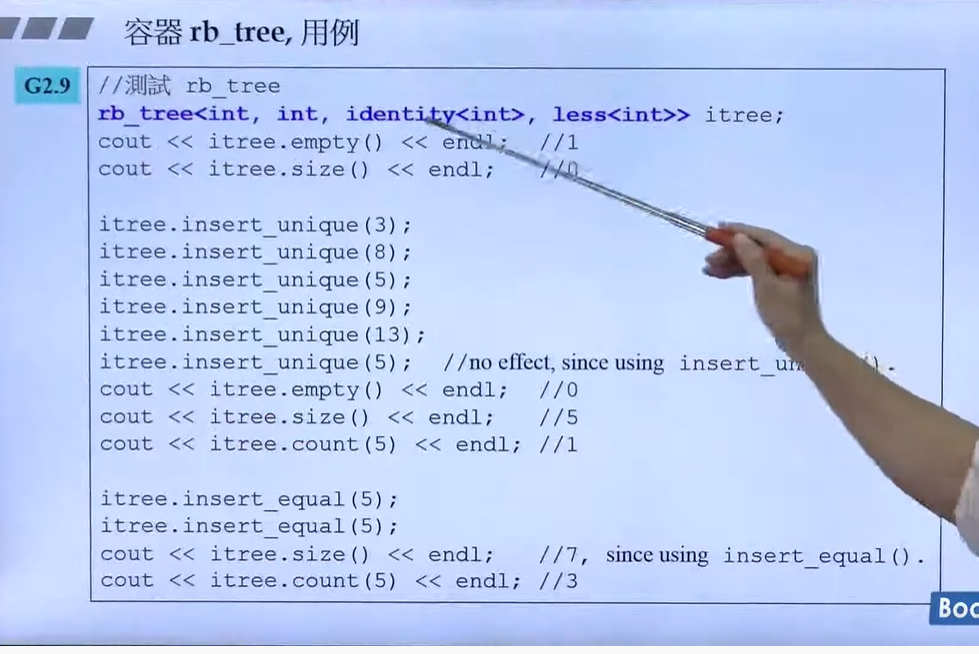 容器 rb_tree, 用例
G2.9
//測試 rb_tree
rb_tree<int, int, identity<int>, less<int>> itree;
cout << itree.empty() << endl; //1
cout << itree.size() << endl; //0
itree.insert_unique(3);
itree.insert_unique(8);
itree.insert_unique(5);
itree.insert_unique(9);
itree.insert_unique(13);
itree.insert_unique(5); //no effect, since using
cout << itree.empty() << endl; //0
cout << itree.size() << endl; //5
cout << itree.count(5) << endl; //1
itree.insert_equal(5);
itree.insert_equal(5);
cout << itree.size() << endl; //7, since using insert_equal().
cout << itree.count(5) << endl; //3